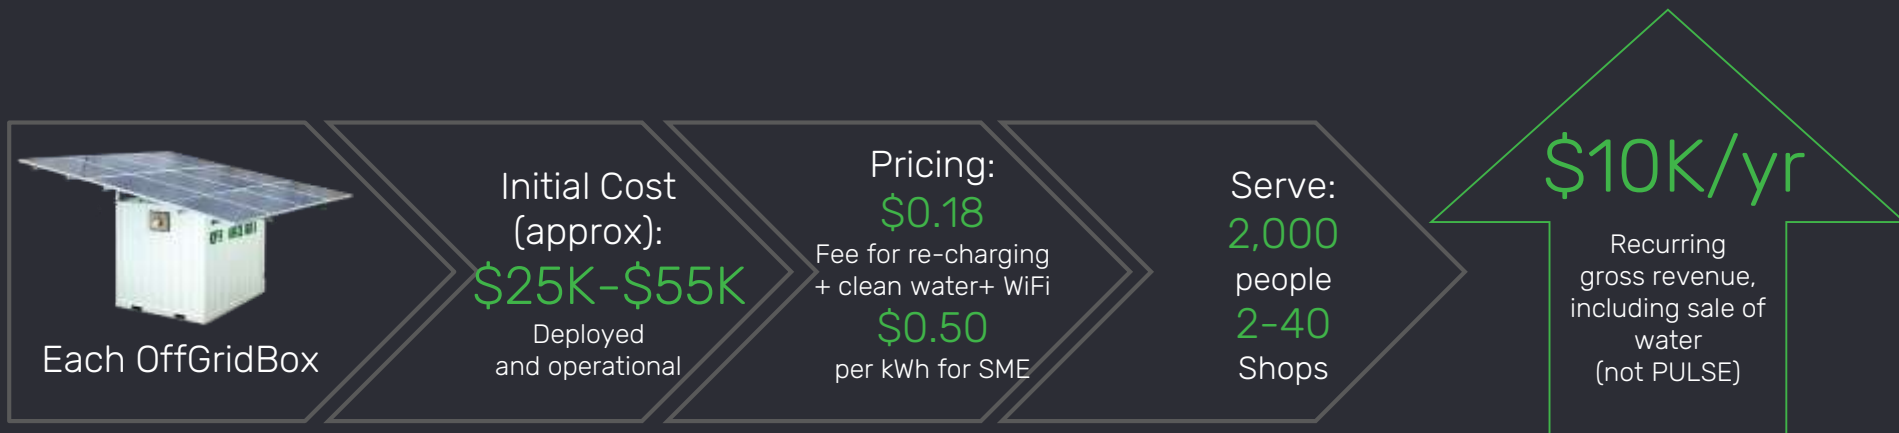 Each OffGridBox
Initial Cost
(approx):
$25K-$55K
Deployed
and operational
Pricing:
$0.18
Fee for re-charging
+ clean water+ WiFi
$0.50
per kWh for SME
Serve:
2,000
people
2-40
Shops
$10K/yr
Recurring
gross revenue,
including sale of
water
(not PULSE)